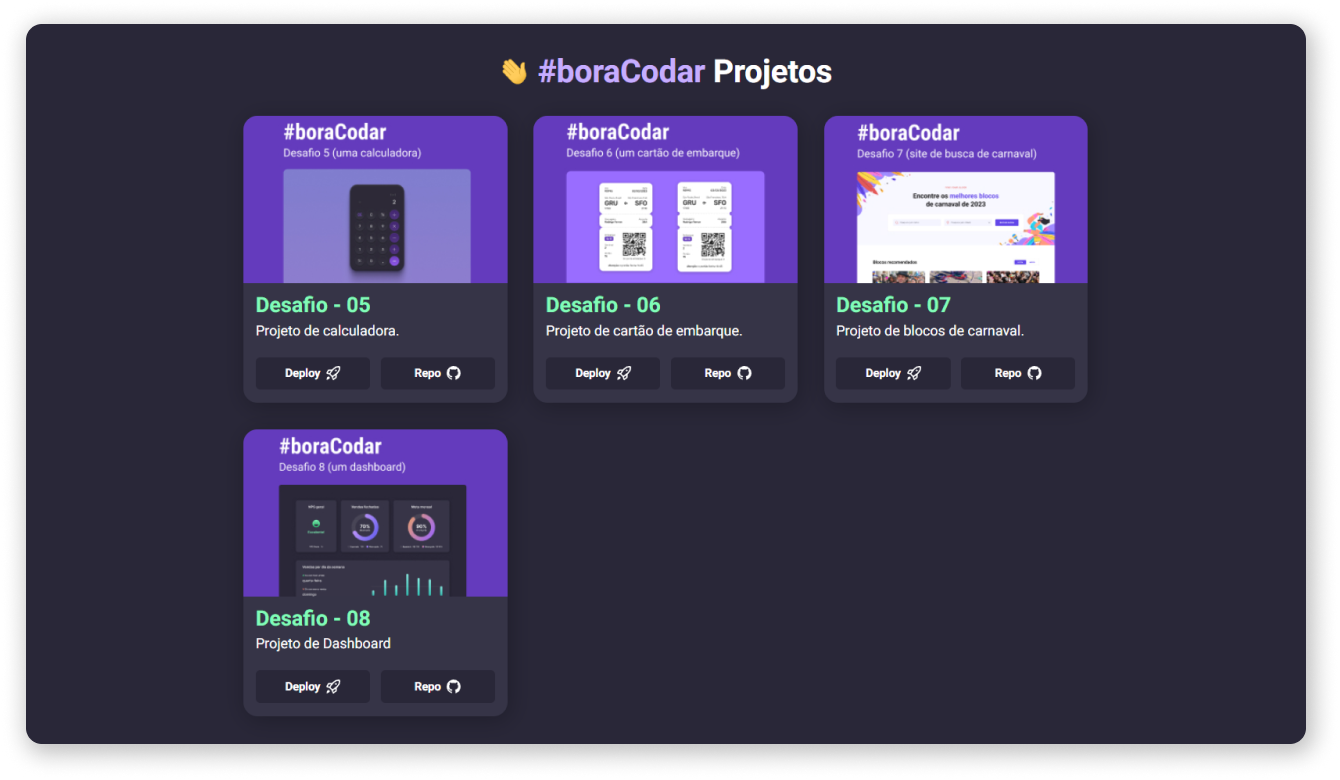 #boraCodar Projetos
#boraCodar
Desafio 5 (uma calculadora)
Desafio - 05
Projeto de calculadora.
Deploy
Repo
#boraCodar
Desafio 6 (um cartão de embarque)
GRU
SFO
GRU
SFO
Desafio - 06
Projeto de cartão de embarque.
Deploy
Repo
#boraCodar
Desafio 7 (site de busca de carnaval)
Encontre os melhores blocos
de carnaval de 2023
Blocos recomendados
Desafio - 07
Projeto de blocos de carnaval.
Deploy
Repo
#boraCodar
Desafio 8 (um dashboard)
70%
90%
Desafio - 08
Projeto de Dashboard
Deploy
Repo